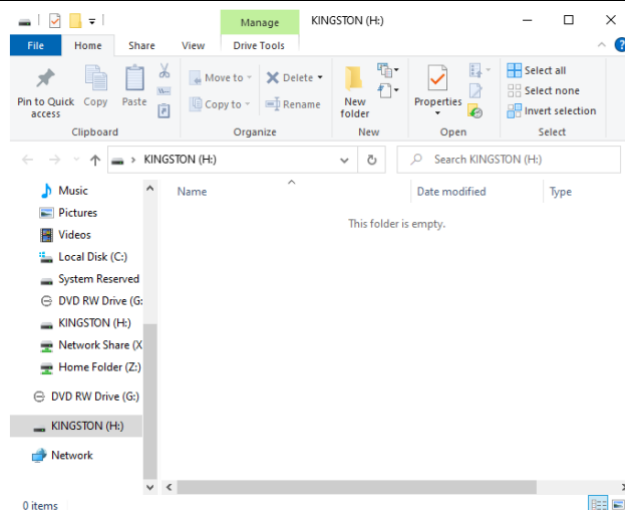 Manage
KINGSTON (H:)
File
Home
Share
View
Drive Tools
Pin to Quick access
Copy
Paste
Move to
Copy to
Delete
Rename
New folder
Properties
Select all
Select none
Invert selection
Clipboard
Organize
New
Open
Select
KINGSTON (H:)
Search KINGSTON (H:)
Music
Pictures
Videos
Local Disk (C:)
System Reserved
DVD RW Drive (G:
KINGSTON (H:)
Network Share (X
Home Folder (Z:)
DVD RW Drive (G:)
KINGSTON (H:)
Network
Name
Date modified
Type
This folder is empty.
0 items